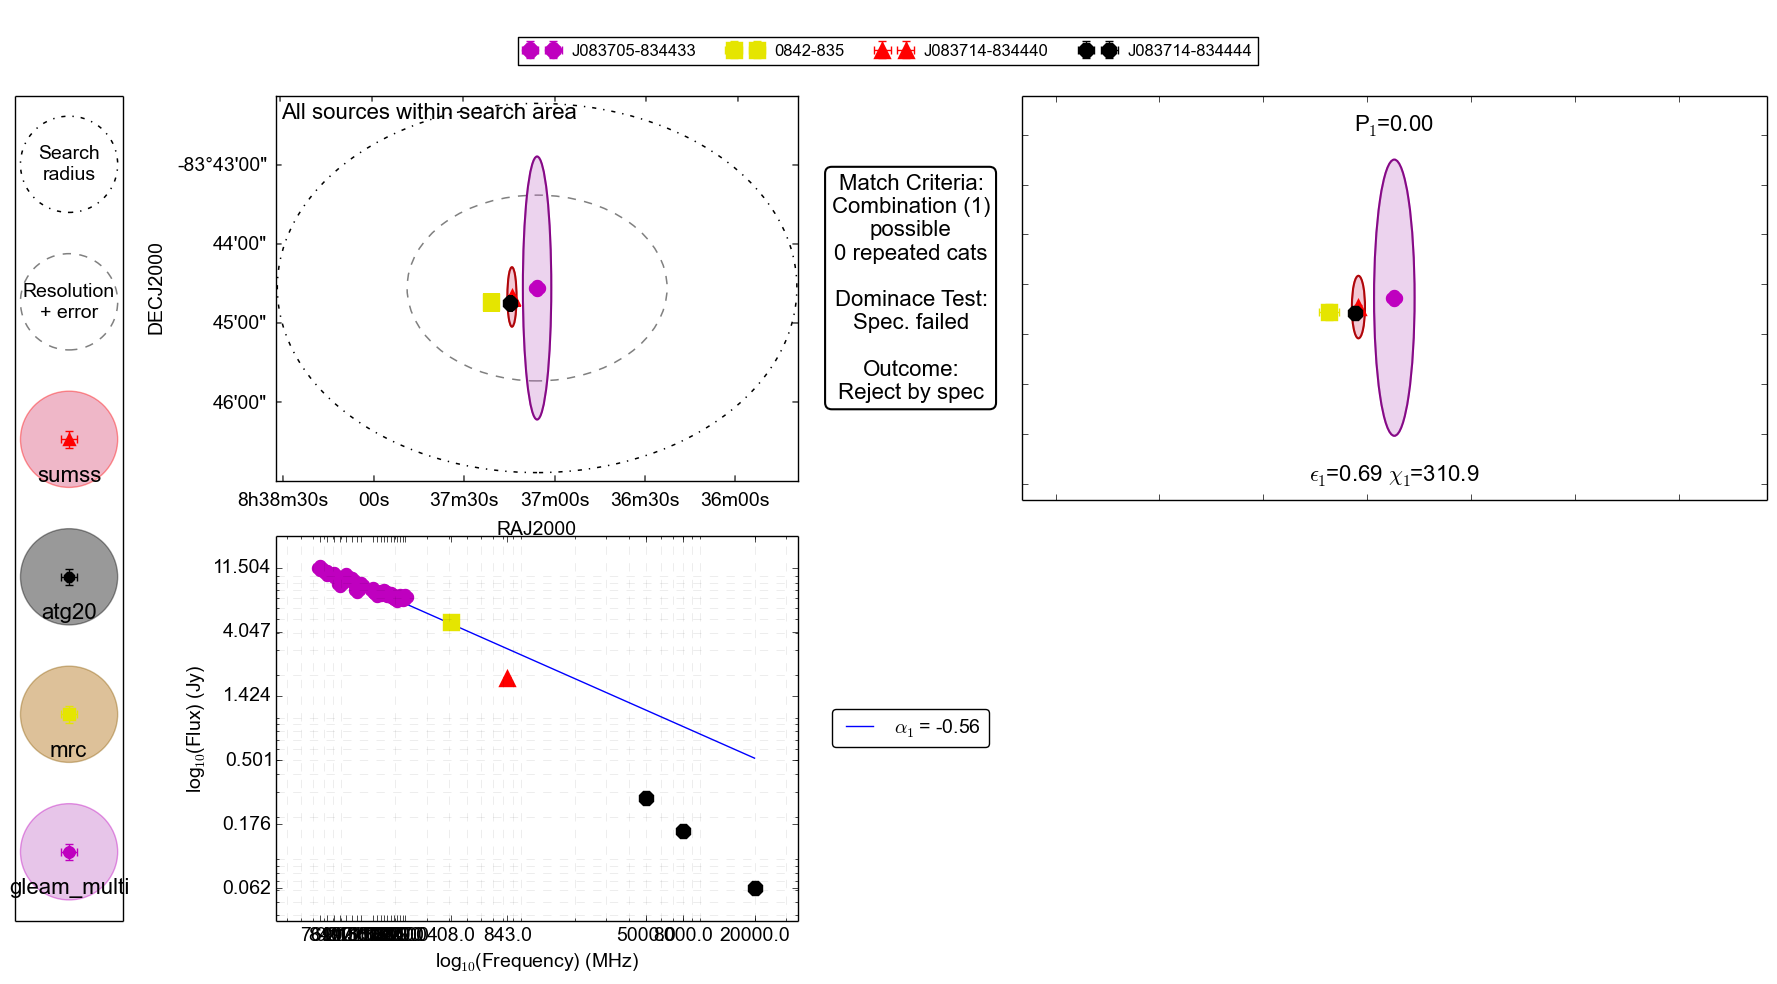 J083705-834433 0842-835 J083714-834440 J083714-834444
Search
radius
Resolution
+ error
sumss
atg20
mrc
gleam_multi
All sources within search area
DECJ2000
-83°43'00"
44'00"
45'00"
46'00"
8h38m30s 00s 37m30s 37m00s 36m30s 36m00s
RAJ2000
Match Criteria:
Combination (1)
possible
0 repeated cats
Dominace Test:
Spec. failed
Outcome:
Reject by spec
P₁=0.00
ϵ₁=0.69 χ₁=310.9
log₁₀(Flux) (Jy)
11.504
4.047
1.424
0.501
0.176
0.062
408.0 843.0 5000.0 8000.0 20000.0
log₁₀(Frequency) (MHz)
α₁ = -0.56